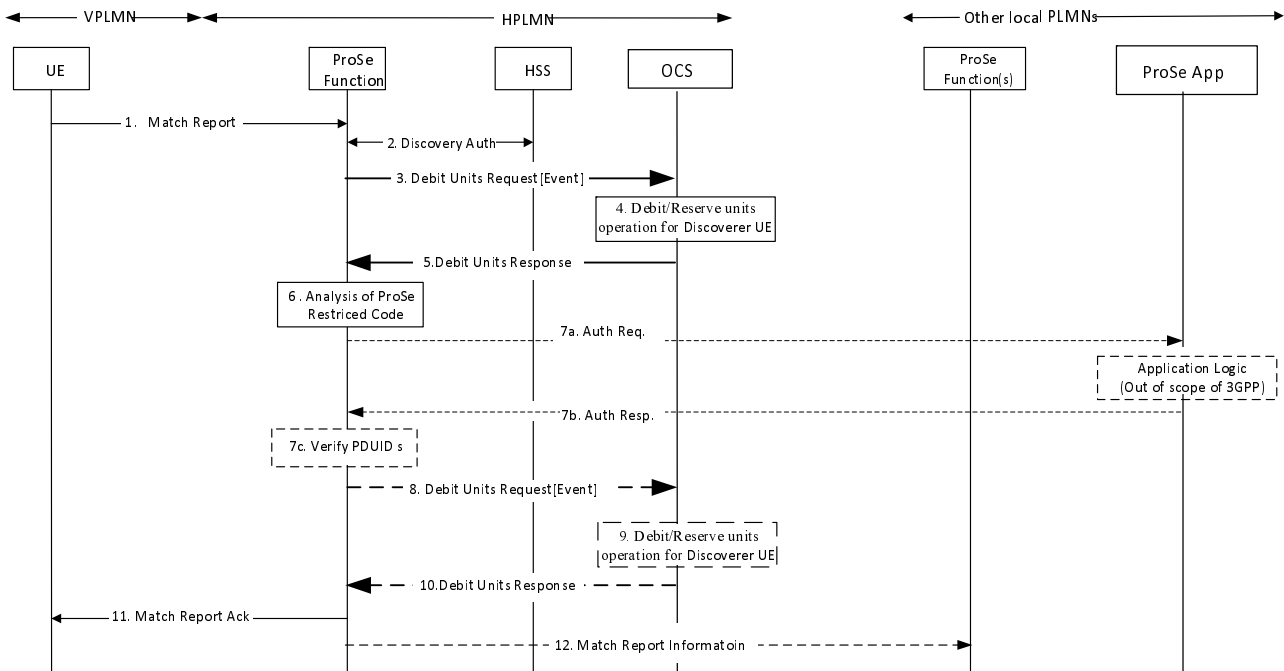 VPLMN
HPLMN
Other local PLMNs
UE
ProSe
Function
HSS
OCS
ProSe
Function(s)
ProSe App
1. Match Report
2. Discovery Auth
3. Debit Units Request[Event]
4. Debit/Reserve units
operation for Discoverer UE
5.Debit Units Response
6 . Analysis of ProSe
Restriced Code
7a. Auth Req.
Application Logic
(Out of scope of 3GPP)
7b. Auth Resp.
7c. Verify PDUID s
8. Debit Units Request[Event]
9. Debit/Reserve units
operation for Discoverer UE
10.Debit Units Response
11. Match Report Ack
12. Match Report Informatoin